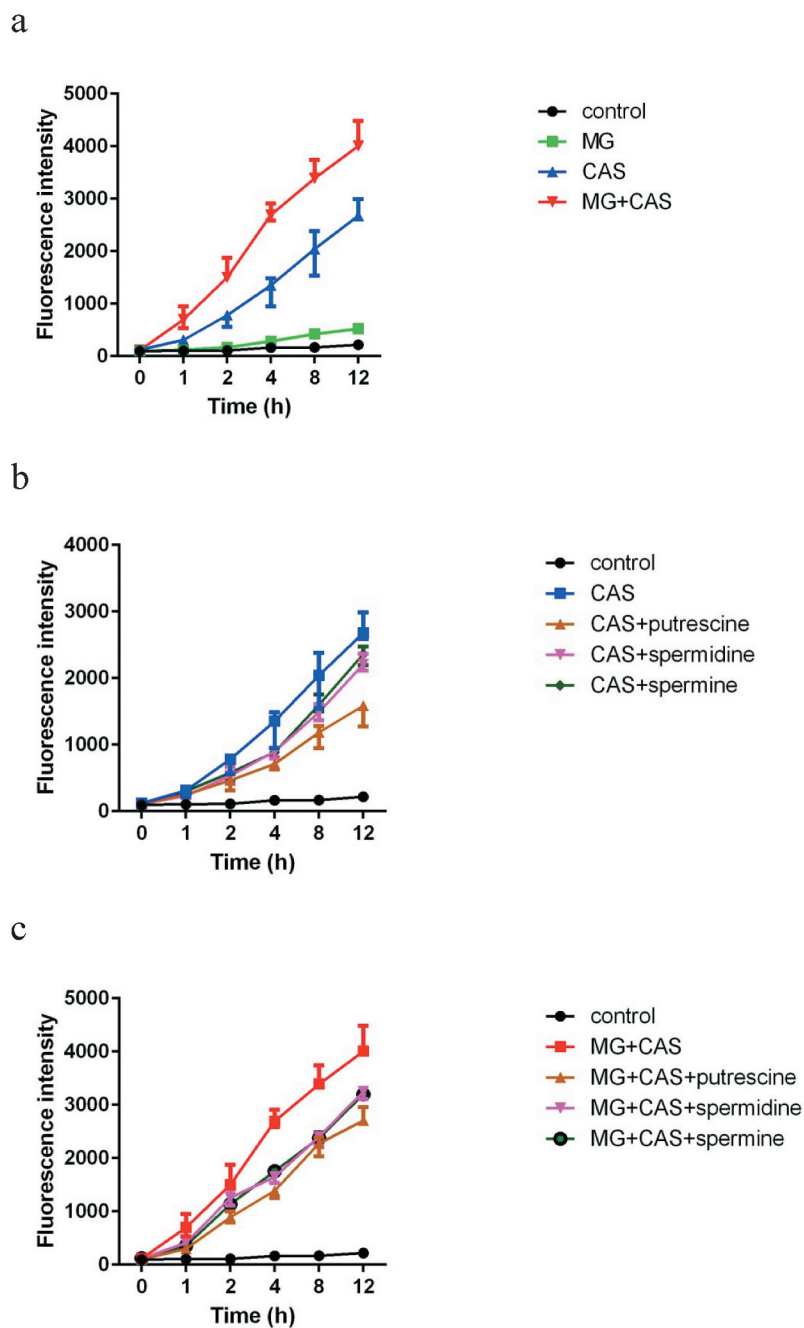 a
5000
4000
3000
2000
1000
0
Fluorescence intensity
0 1 2 4 8 12
Time (h)
control
MG
CAS
MG+CAS
b
4000
3000
2000
1000
0
Fluorescence intensity
0 1 2 4 8 12
Time (h)
control
CAS
CAS+putrescine
CAS+spermidine
CAS+spermine
c
5000
4000
3000
2000
1000
0
Fluorescence intensity
0 1 2 4 8 12
Time (h)
control
MG+CAS
MG+CAS+putrescine
MG+CAS+spermidine
MG+CAS+spermine